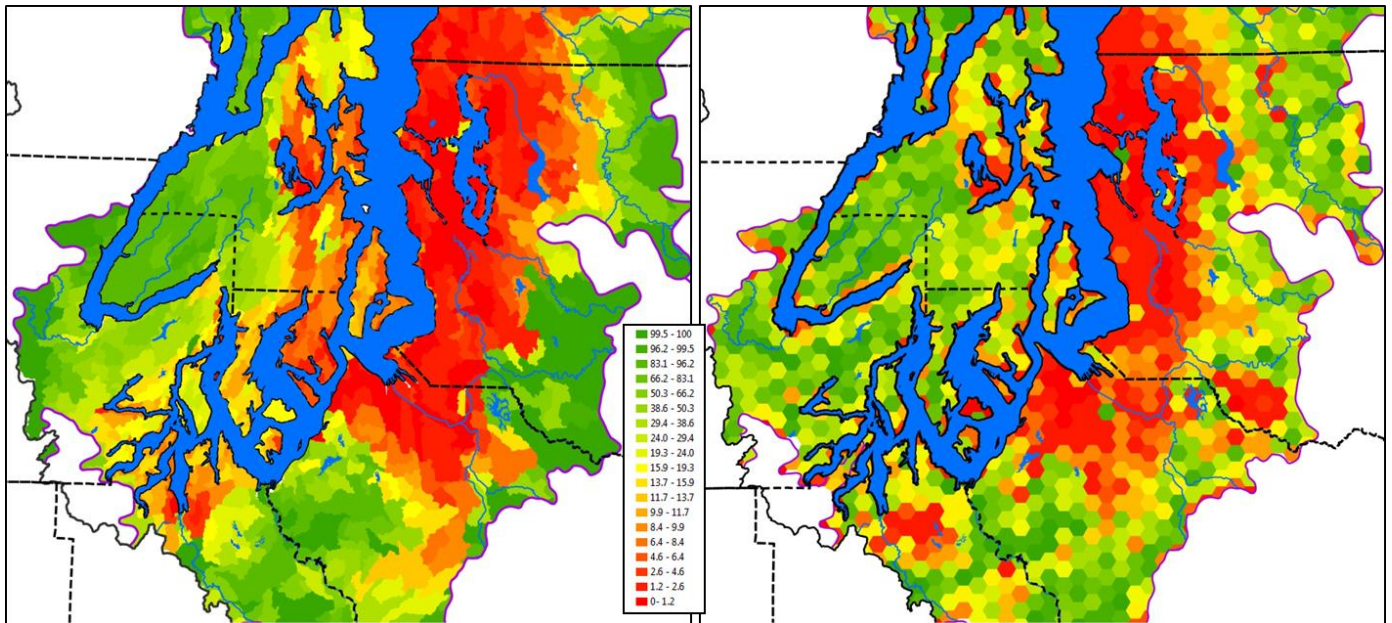 99.5 - 100
96.2 - 99.5
83.1 - 96.2
66.2 - 83.1
50.3 - 66.2
38.6 - 50.3
29.4 - 38.6
24.0 - 29.4
19.3 - 24.0
15.9 - 19.3
13.7 - 15.9
11.7 - 13.7
9.9 - 11.7
8.4 - 9.9
6.4 - 8.4
4.6 - 6.4
2.6 - 4.6
1.2 - 2.6
0- 1.2